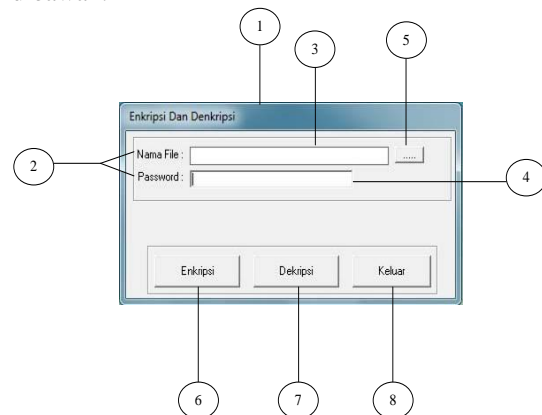 1
3
5
Enkripsi Dan Denkripsi
2
Nama File :
.....
Password :
4
Enkripsi Dekripsi Keluar
6 7 8